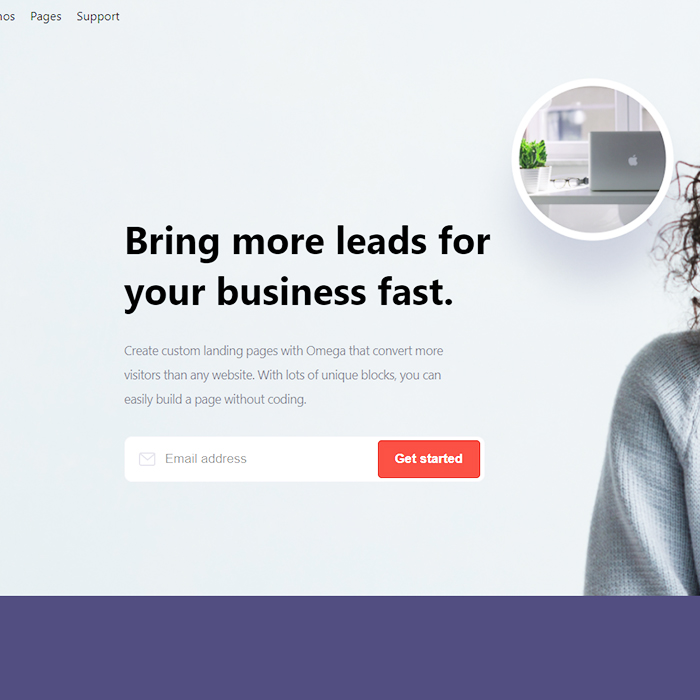 Pages Support
Bring more leads for
your business fast.
Create custom landing pages with Omega that convert more
visitors than any website. With lots of unique blocks, you can
easily build a page without coding.
Email address Get started